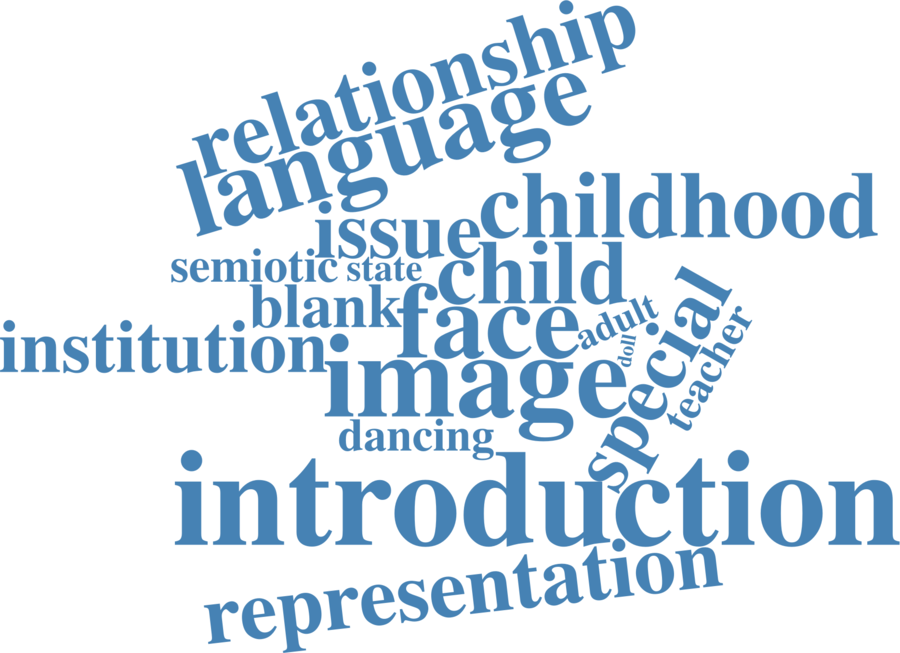 relationship
language
childhood
issue
semiotic state
child
blank
face
adult
special
doll
teacher
institution
image
dancing
introduction
representation